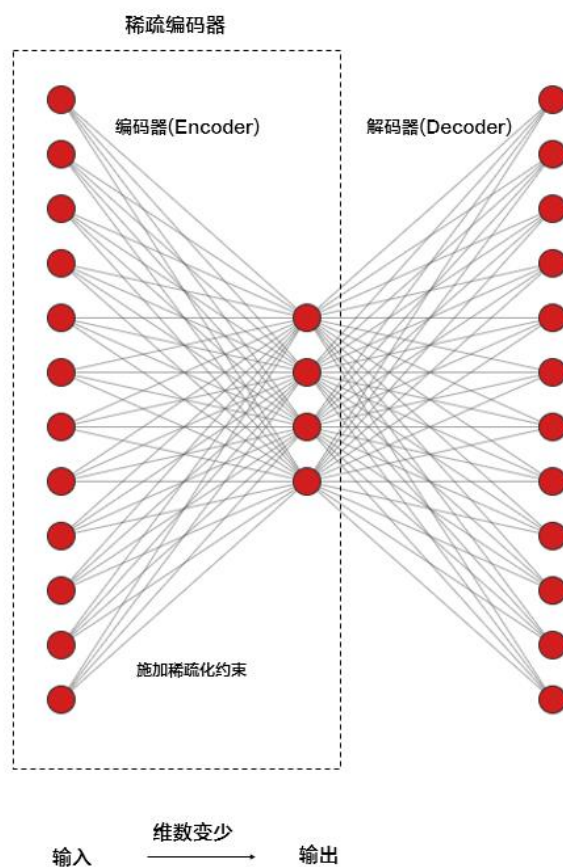 稀疏编码器
编码器(Encoder)
解码器(Decoder)
施加稀疏化约束
维数变少
输入
输出